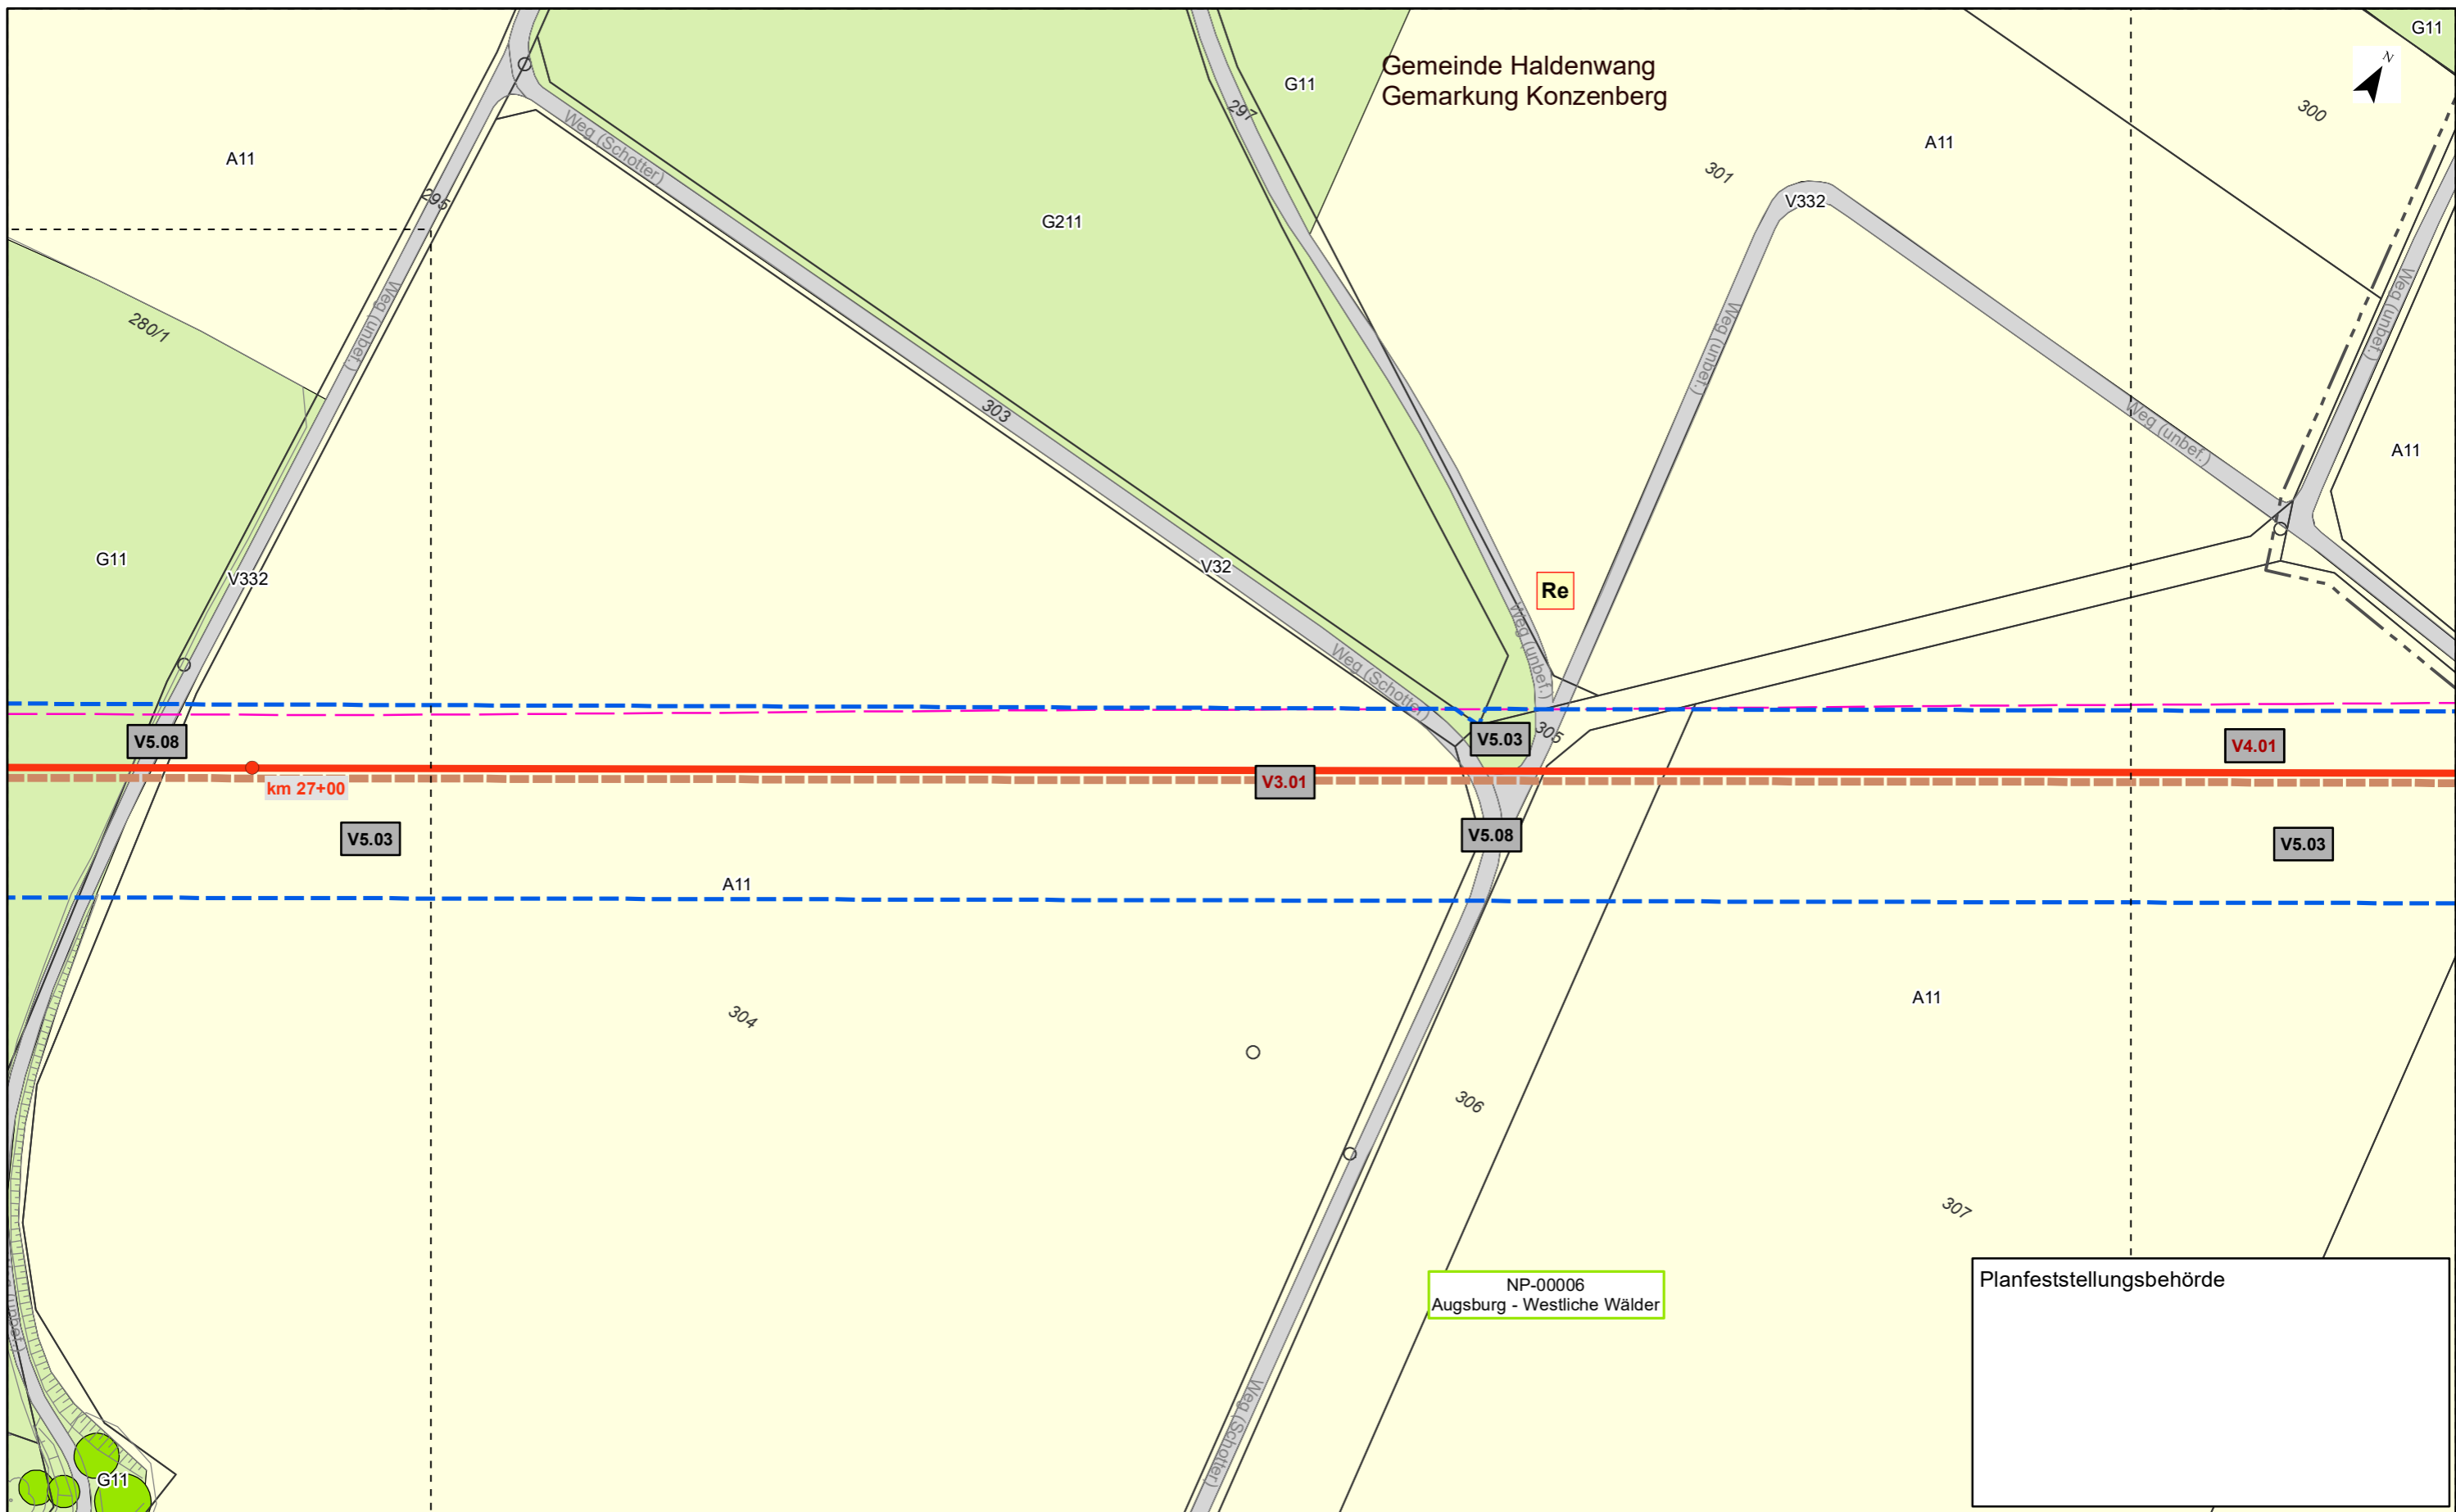 G11
N
Gemeinde Haldenwang
G11
Gemarkung Konzenberg
297
300
Weg (Schotter)
A11
A11
301
295
V332
G211
Weg (unbef.)
Weg (unbef.)
Weg (unbef.)
280/1
303
Weg (unbef.)
A11
G11
V332
V32
Re
Weg (unbef.)
Weg (Schotter)
V5.08
V5.03
305
V4.01
km 27+00
V3.01
V5.03
V5.08
V5.03
A11
A11
304
306
307
NP-00006
Augsburg - Westliche Wälder
Planfeststellungsbehörde
Weg (Schotter)
G11